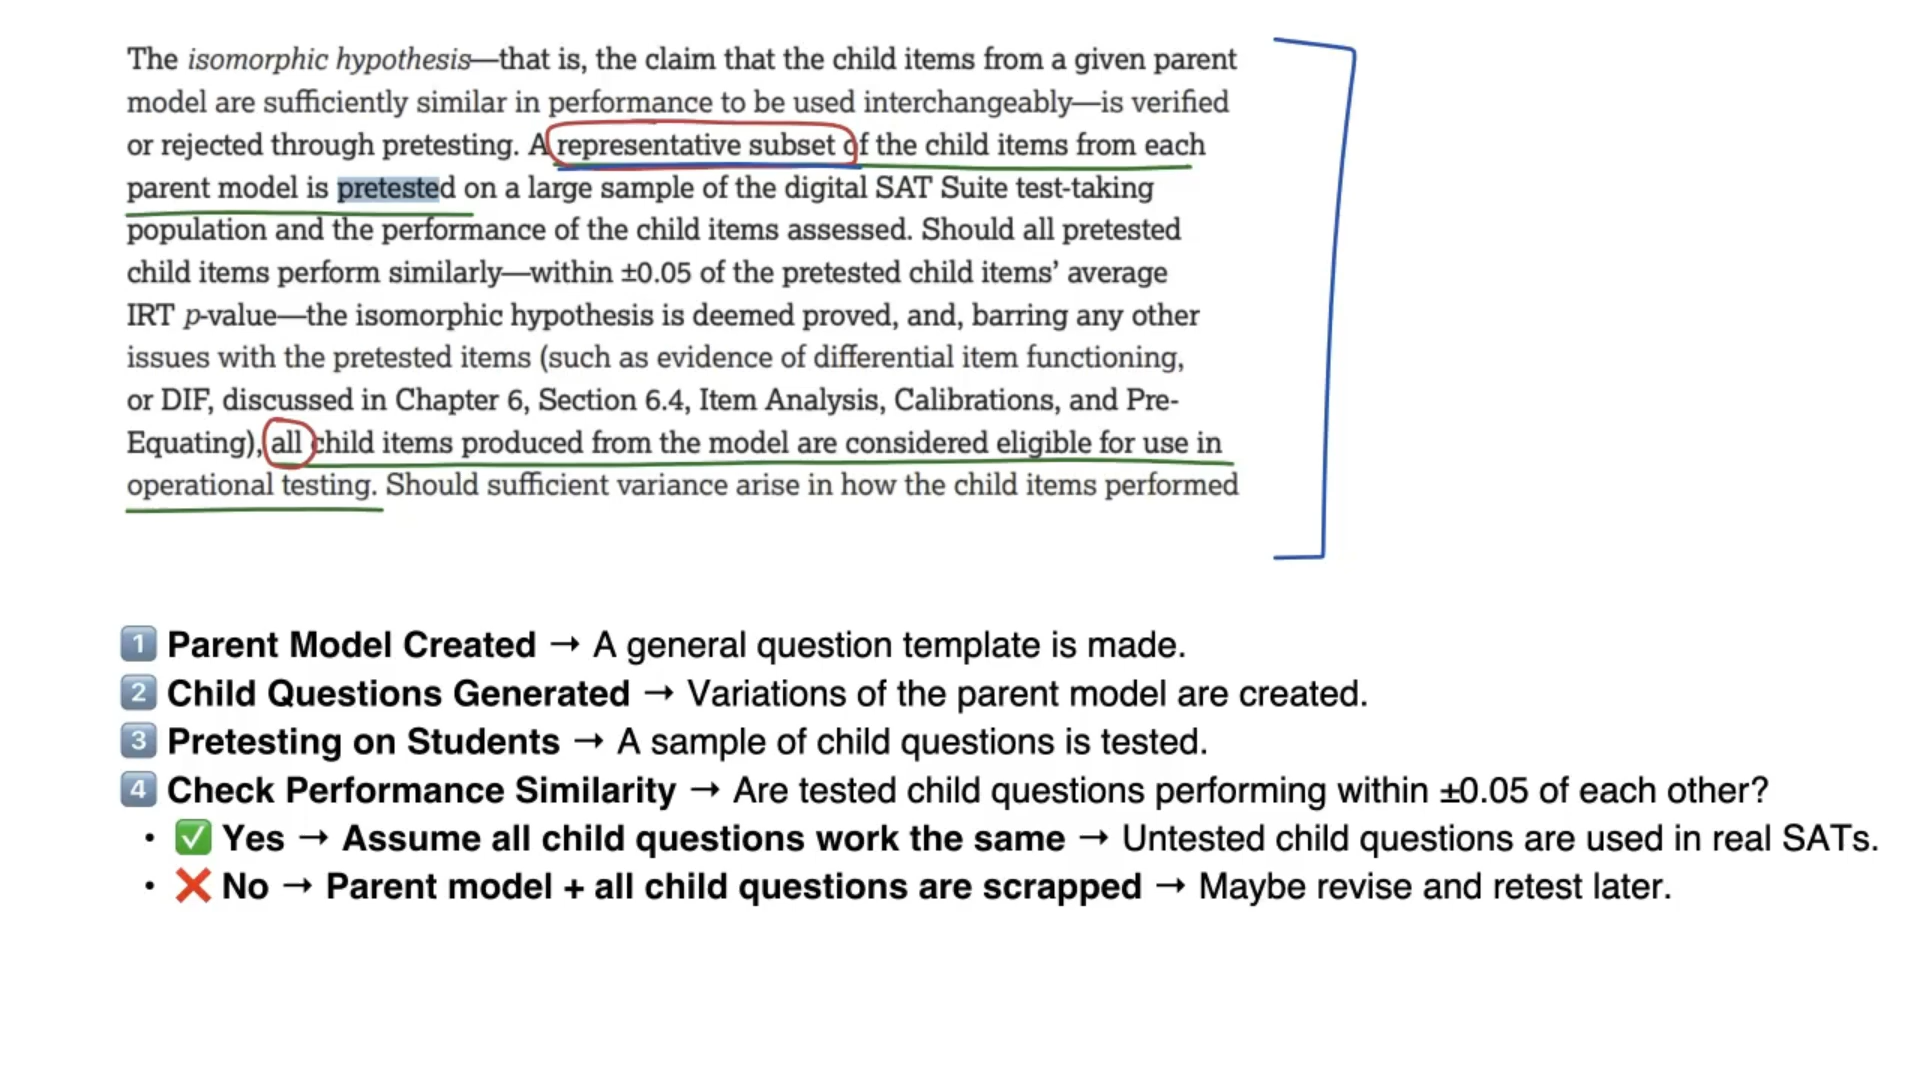 The isomorphic hypothesis—that is, the claim that the child items from a given parent
model are sufficiently similar in performance to be used interchangeably—is verified
or rejected through pretesting. A representative subset of the child items from each
parent model is pretested on a large sample of the digital SAT Suite test-taking
population and the performance of the child items assessed. Should all pretested
child items perform similarly—within ±0.05 of the pretested child items’ average
IRT p-value—the isomorphic hypothesis is deemed proved, and, barring any other
issues with the pretested items (such as evidence of differential item functioning,
or DIF, discussed in Chapter 6, Section 6.4, Item Analysis, Calibrations, and Pre-
Equating), all child items produced from the model are considered eligible for use in
operational testing. Should sufficient variance arise in how the child items performed
1 Parent Model Created → A general question template is made.
2 Child Questions Generated → Variations of the parent model are created.
3 Pretesting on Students → A sample of child questions is tested.
4 Check Performance Similarity → Are tested child questions performing within ±0.05 of each other?
• ✅ Yes → Assume all child questions work the same → Untested child questions are used in real SATs.
• ❌ No → Parent model + all child questions are scrapped → Maybe revise and retest later.